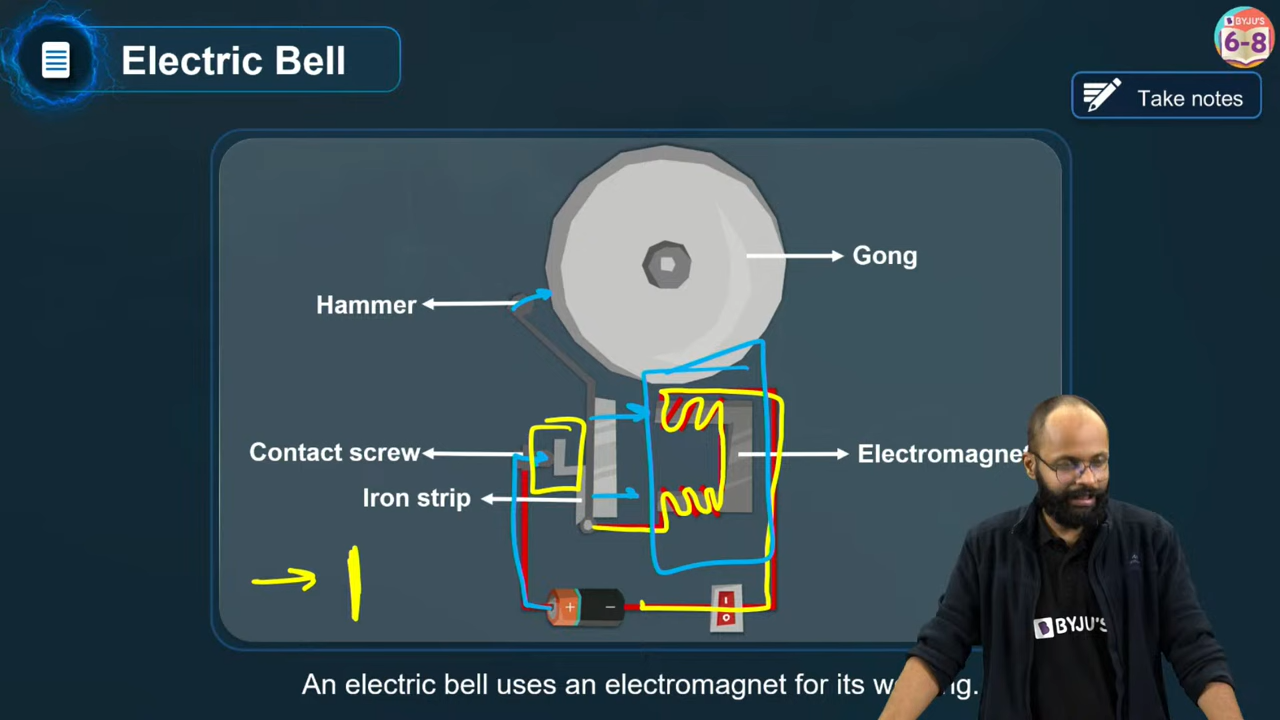 BYJU'S
6-8
Electric Bell
Take notes
Gong
Hammer
Contact screw
Electromagne
Iron strip
+ −
BYJU'S
An electric bell uses an electromagnet for its w